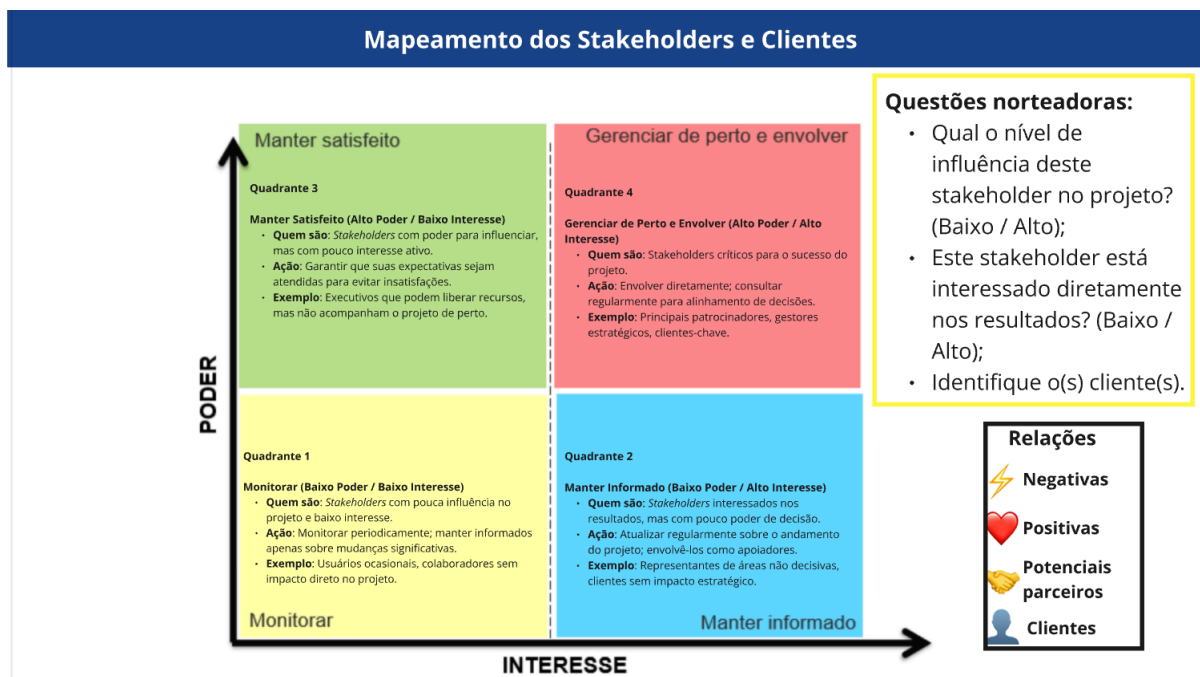 Mapeamento dos Stakeholders e Clientes
Manter satisfeito
Quadrante 3
Manter Satisfeito (Alto Poder / Baixo Interesse)
• Quem são: Stakeholders com poder para influenciar,
mas com pouco interesse ativo.
• Ação: Garantir que suas expectativas sejam
atendidas para evitar insatisfações.
• Exemplo: Executivos que podem liberar recursos,
mas não acompanham o projeto de perto.
Gerenciar de perto e envolver
Quadrante 4
Gerenciar de Perto e Envolver (Alto Poder / Alto
Interesse)
• Quem são: Stakeholders críticos para o sucesso do
projeto.
• Ação: Envolver diretamente; consultar
regularmente para alinhamento de decisões.
• Exemplo: Principais patrocinadores, gestores
estratégicos, clientes-chave.
PODER
Quadrante 1
Monitorar (Baixo Poder / Baixo Interesse)
• Quem são: Stakeholders com pouca influência no
projeto e baixo interesse.
• Ação: Monitorar periodicamente; manter informados
apenas sobre mudanças significativas.
• Exemplo: Usuários ocasionais, colaboradores sem
impacto direto no projeto.
Monitorar
Quadrante 2
Manter Informado (Baixo Poder / Alto Interesse)
• Quem são: Stakeholders interessados nos
resultados, mas com pouco poder de decisão.
• Ação: Atualizar regularmente sobre o andamento
do projeto; envolvê-los como apoiadores.
• Exemplo: Representantes de áreas não decisivas,
clientes sem impacto estratégico.
Manter informado
INTERESSE
Questões norteadoras:
• Qual o nível de
influência deste
stakeholder no projeto?
(Baixo / Alto);
• Este stakeholder está
interessado diretamente
nos resultados? (Baixo /
Alto);
• Identifique o(s) cliente(s).
Relações
Negativas
Positivas
Potenciais
parceiros
Clientes